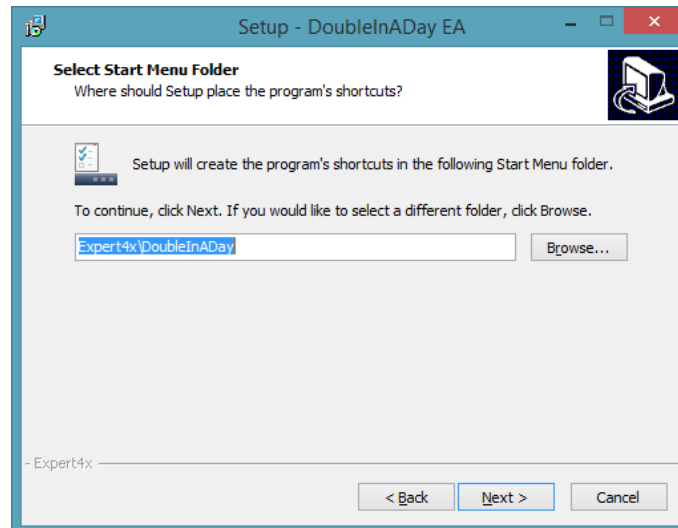 Setup - DoubleInADay EA
Select Start Menu Folder
Where should Setup place the program's shortcuts?
Setup will create the program's shortcuts in the following Start Menu folder.
To continue, click Next. If you would like to select a different folder, click Browse.
Expert4x\DoubleInADay
Browse...
Expert4x
< Back
Next >
Cancel